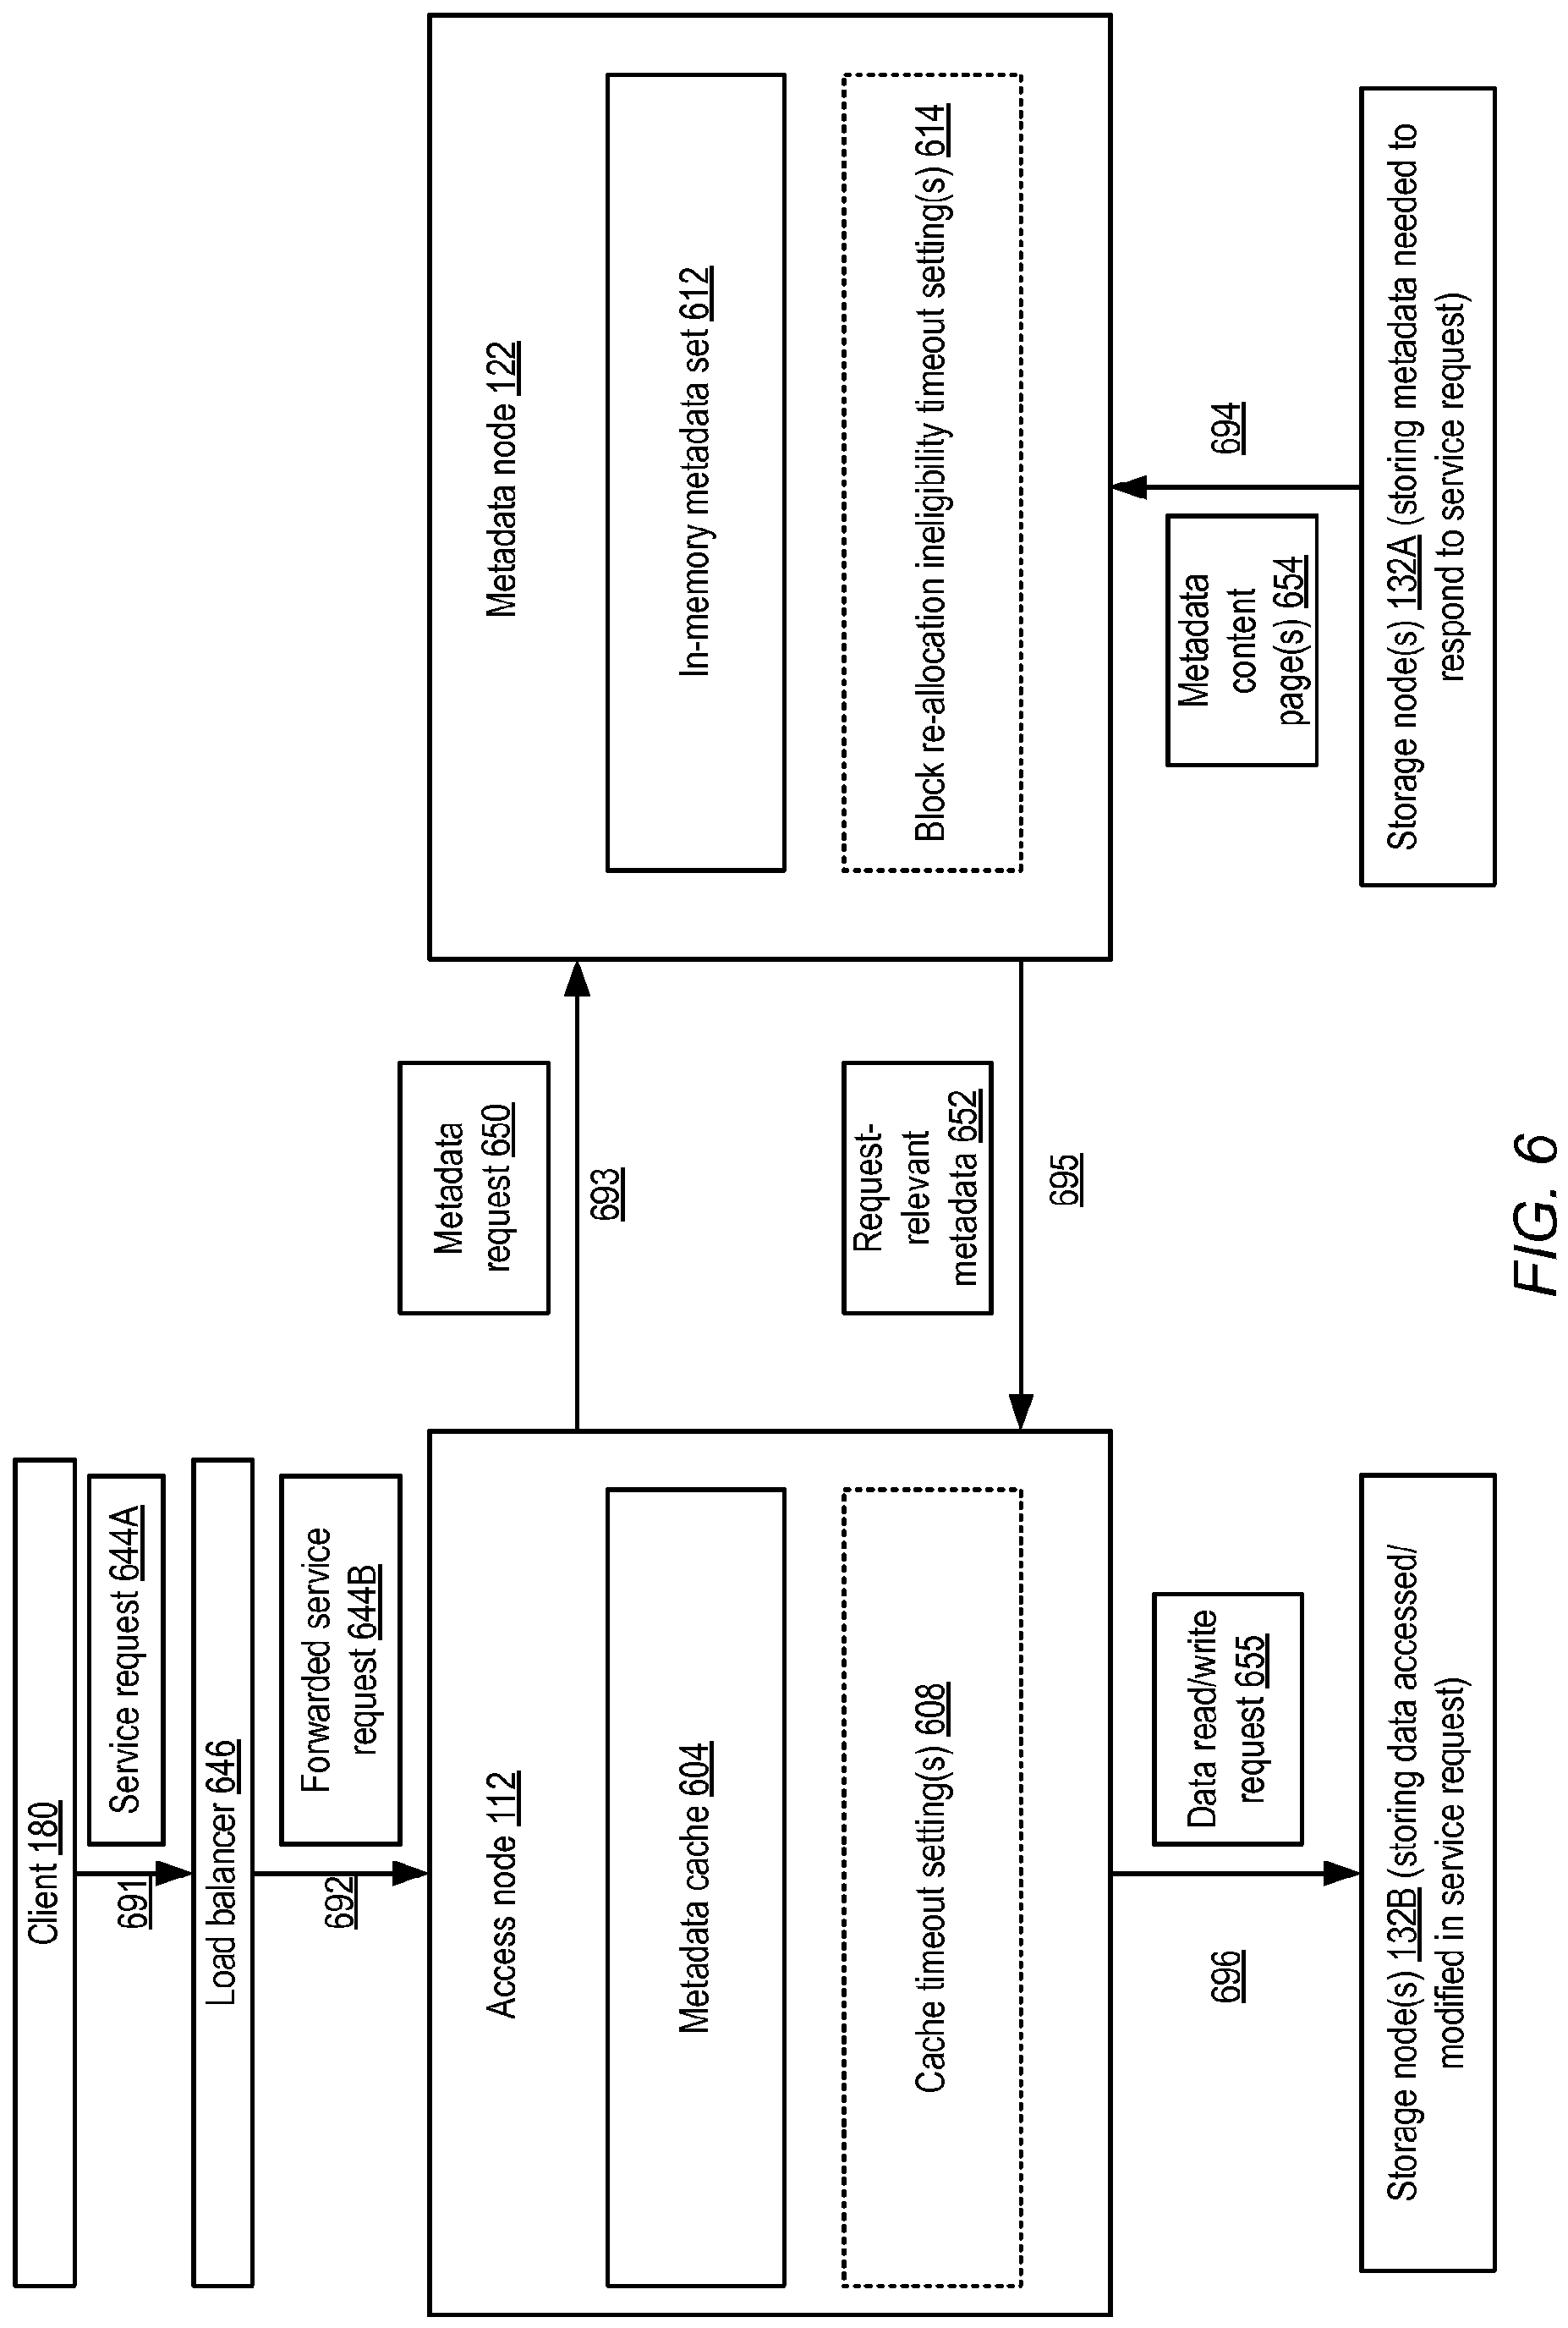 Client 180
Service request 644A
691
Load balancer 646
Forwarded service
request 644B
692
Access node 112
Metadata cache 604
Cache timeout setting(s) 608
Metadata
request 650
693
Request-
relevant
metadata 652
695
Metadata node 122
In-memory metadata set 612
Block re-allocation ineligibility timeout setting(s) 614
Data read/write
request 655
696
Storage node(s) 132B (storing data accessed/
modified in service request)
Metadata
content
page(s) 654
694
Storage node(s) 132A (storing metadata needed to
respond to service request)
FIG. 6